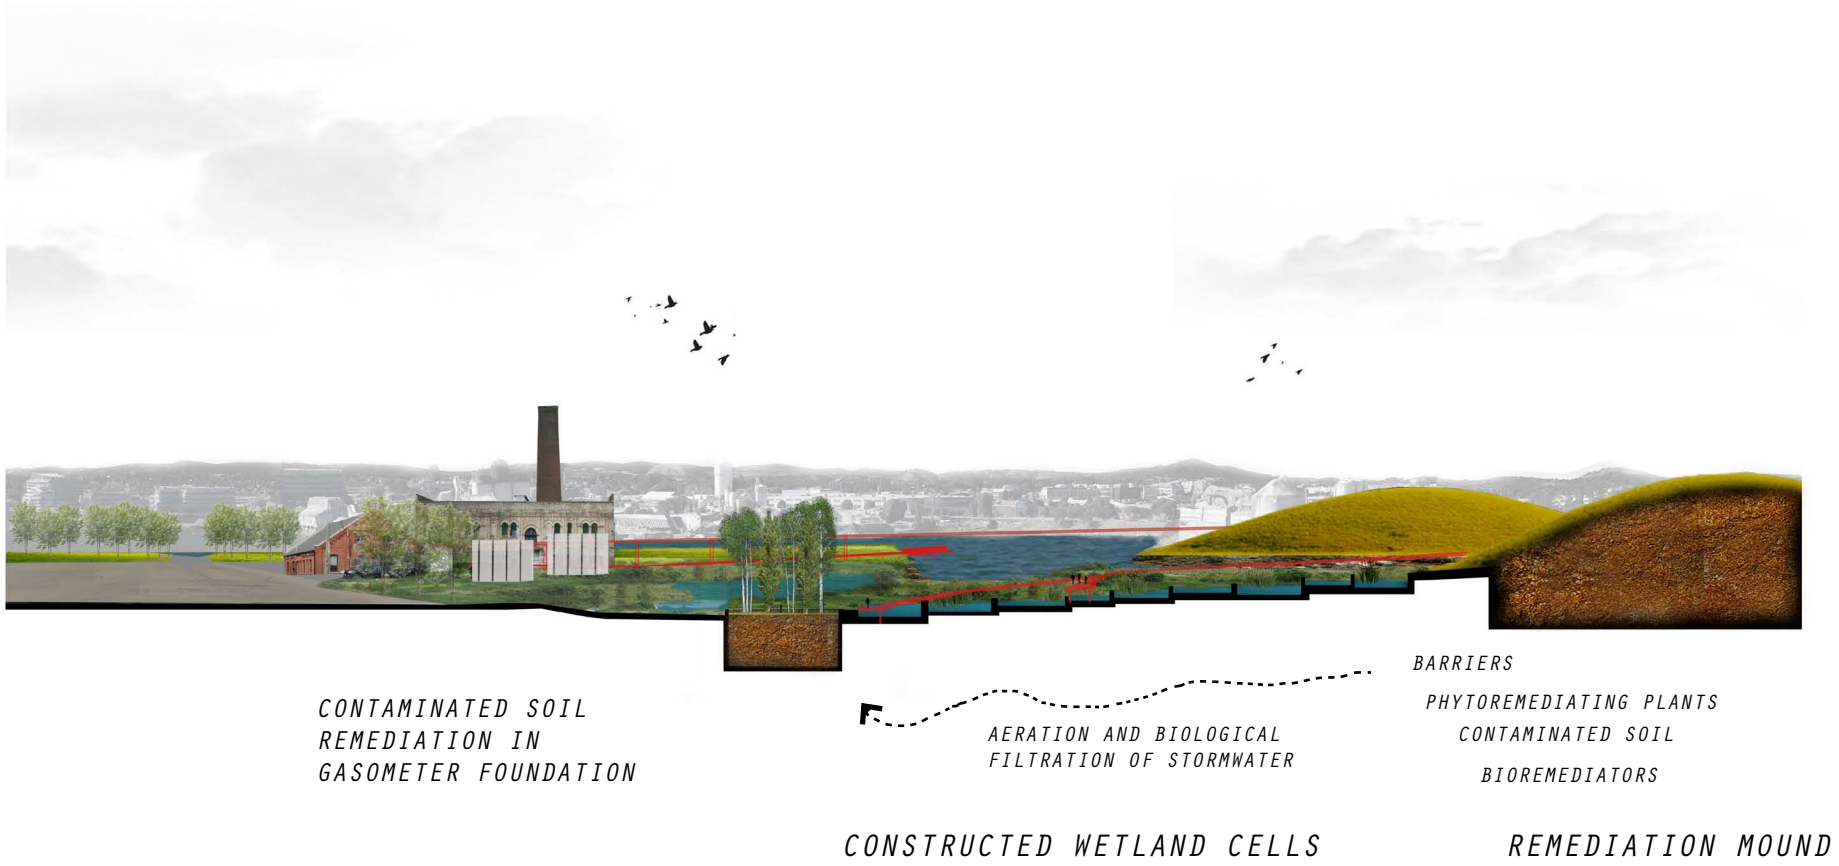 CONTAMINATED SOIL
REMEDIATION IN
GASOMETER FOUNDATION
AERATION AND BIOLOGICAL
FILTRATION OF STORMWATER
BARRIERS
PHYTOREMEDIATING PLANTS
CONTAMINATED SOIL
BIOREMEDIATORS
CONSTRUCTED WETLAND CELLS
REMEDIATION MOUND